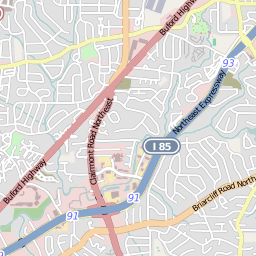 Buford Highway
93
Northeast Expressway
Clairmont Road Northeast
I 85
Buford Highway
Briarcliff Road North
91
91